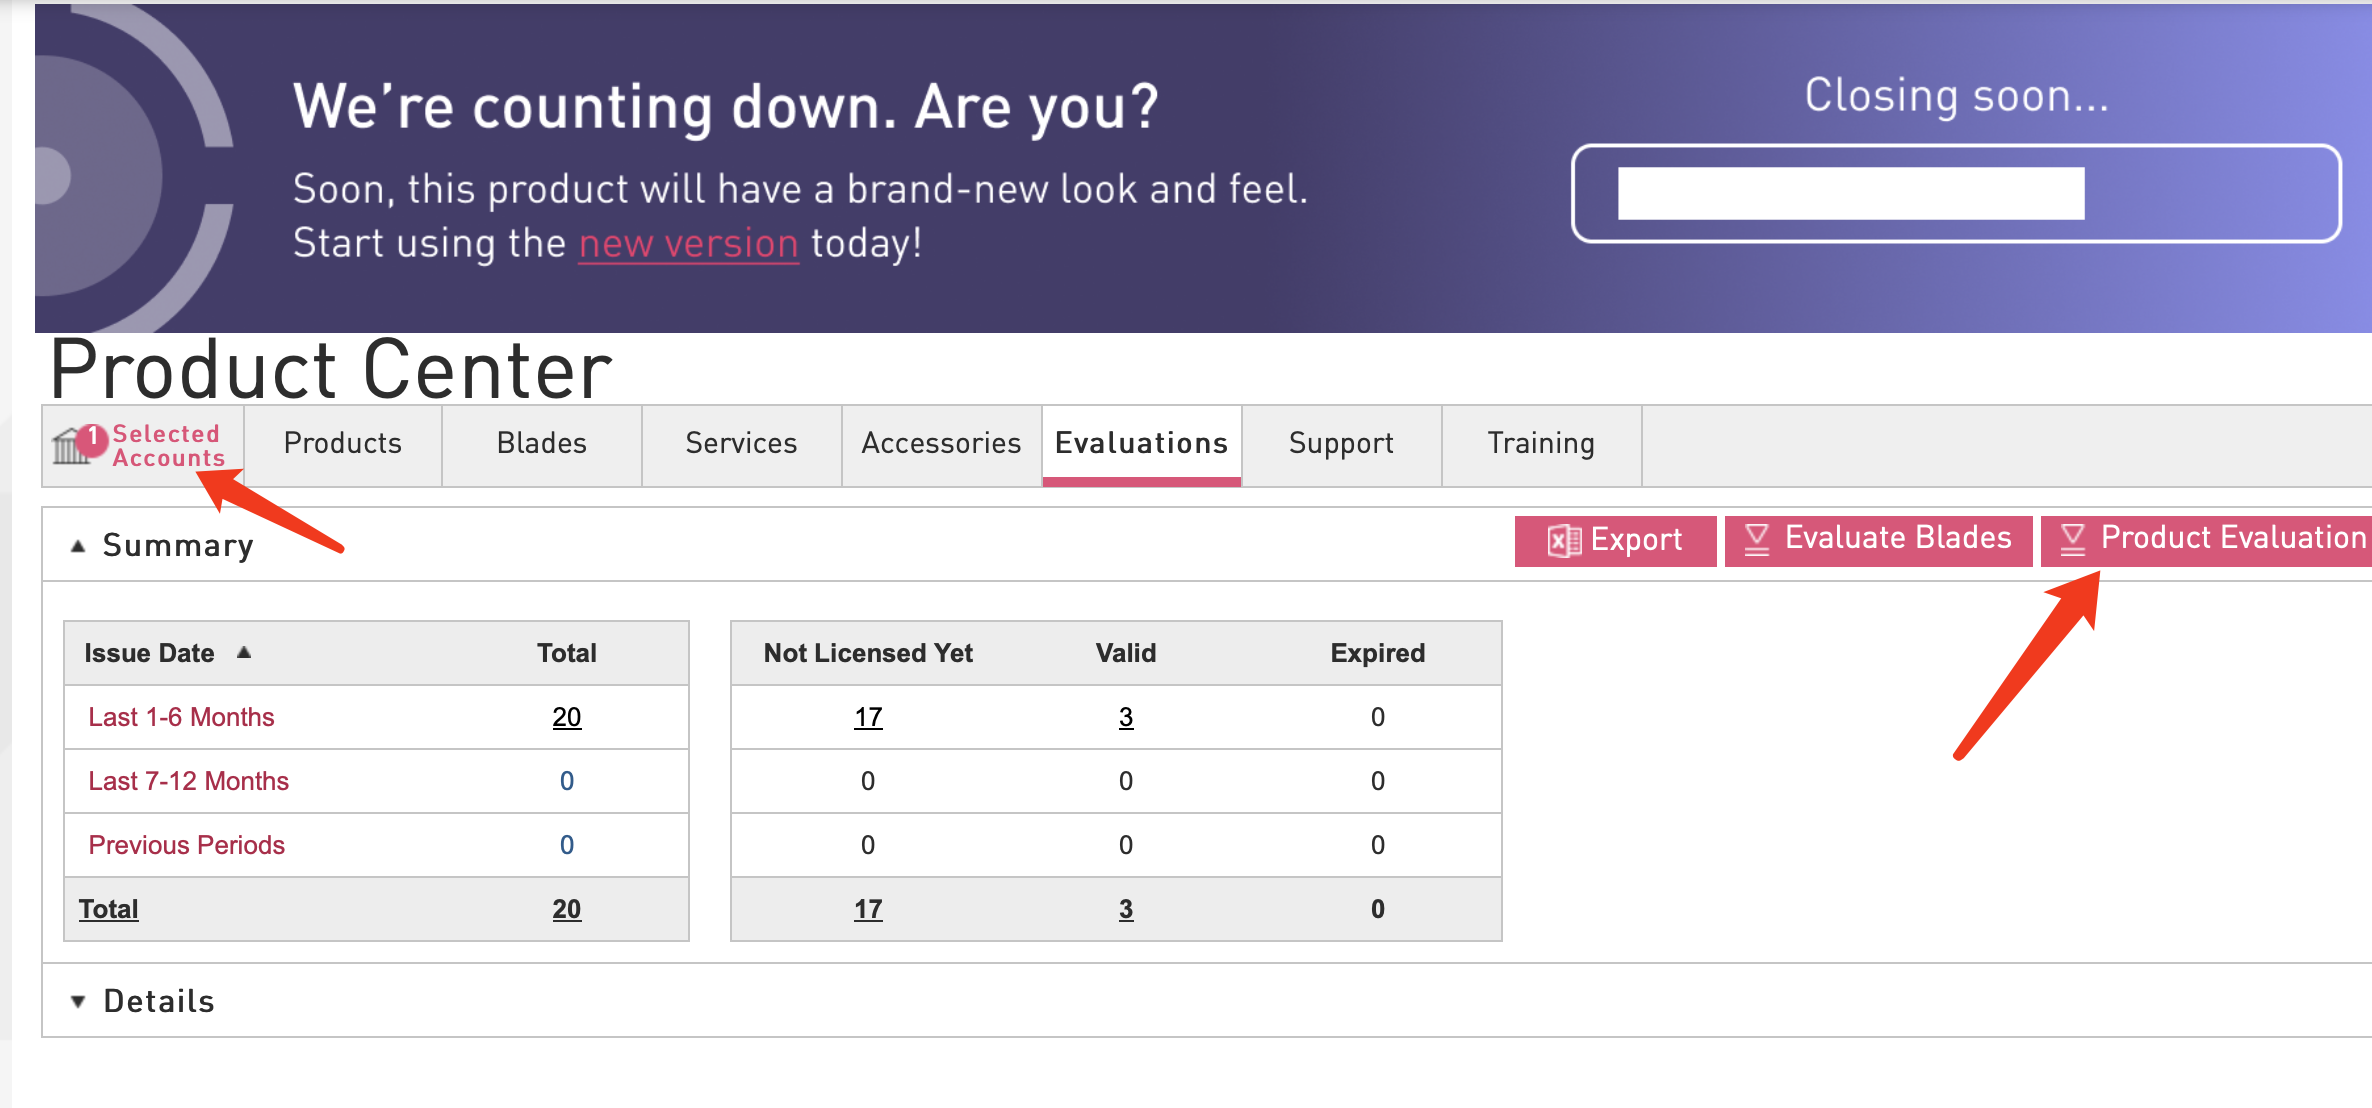 We're counting down. Are you?
Soon, this product will have a brand-new look and feel.
Start using the new version today!
Closing soon...
Product Center
1 Selected
Accounts
Products
Blades
Services
Accessories
Evaluations
Support
Training
▲ Summary
Export
Evaluate Blades
Product Evaluation
Issue Date ▲ Total
Not Licensed Yet Valid Expired
Last 1-6 Months 20 17 3 0
Last 7-12 Months 0 0 0 0
Previous Periods 0 0 0 0
Total 20 17 3 0
▼ Details